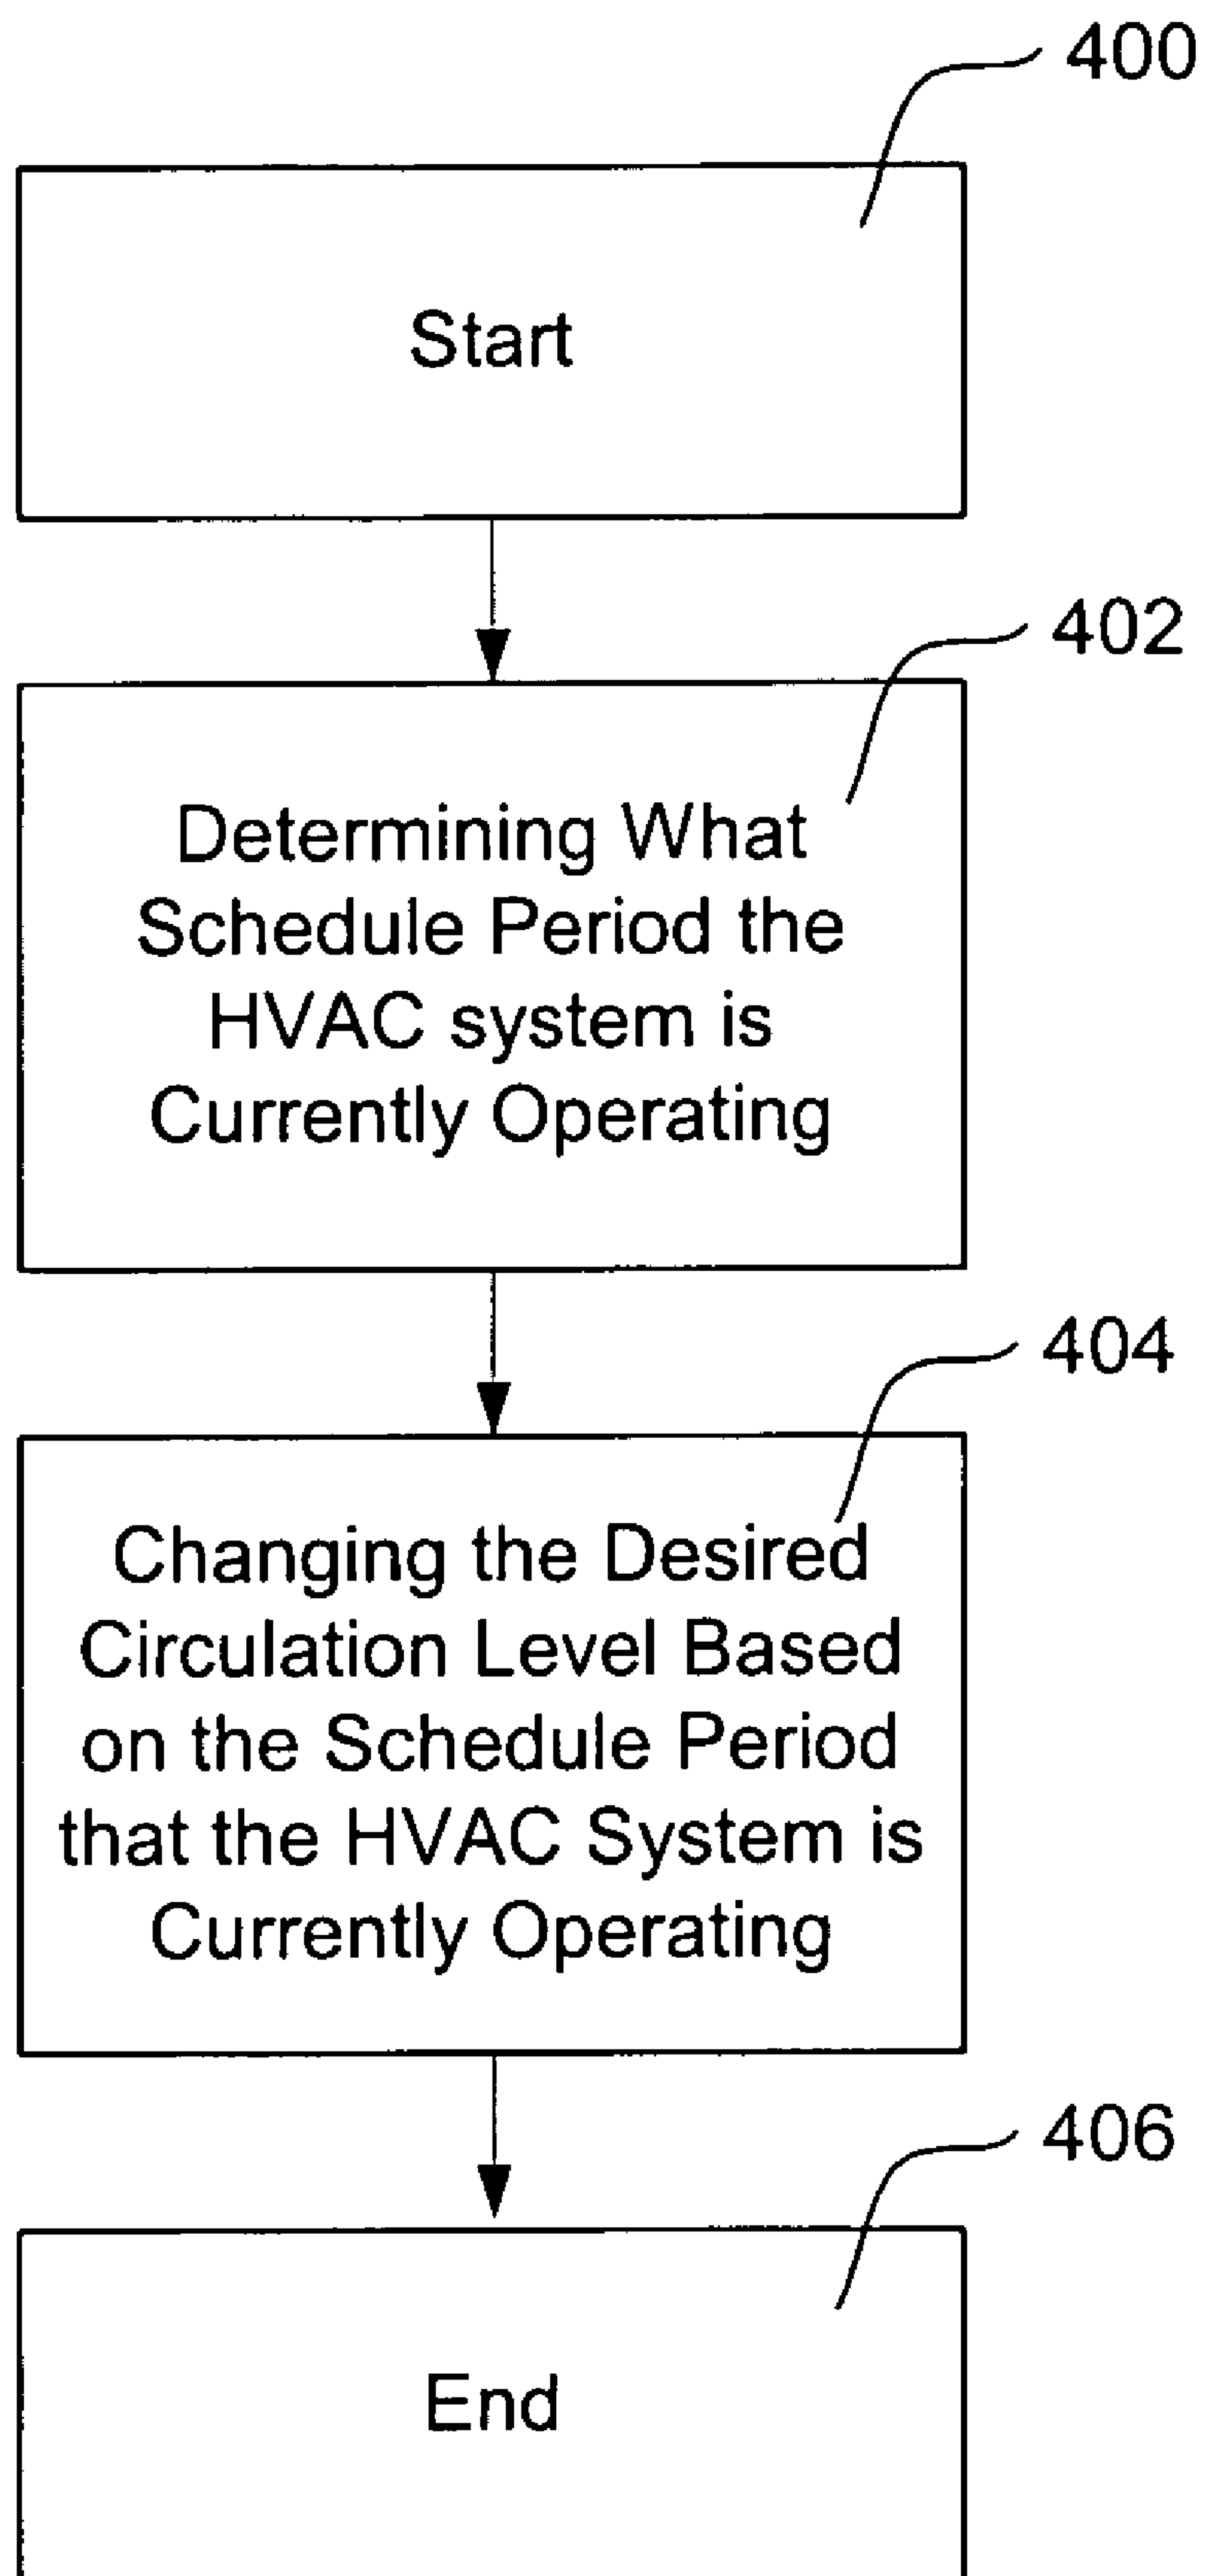 400
Start
402
Determining What
Schedule Period the
HVAC system is
Currently Operating
404
Changing the Desired
Circulation Level Based
on the Schedule Period
that the HVAC System is
Currently Operating
406
End